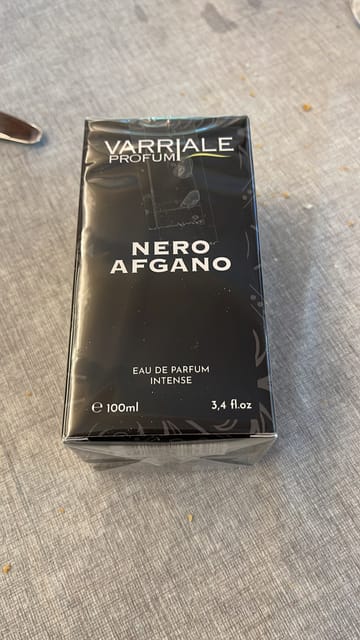 VARRIALE
PROFUMI
NERO
AFGANO
EAU DE PARFUM
INTENSE
℮ 100ml 3,4 fl.oz